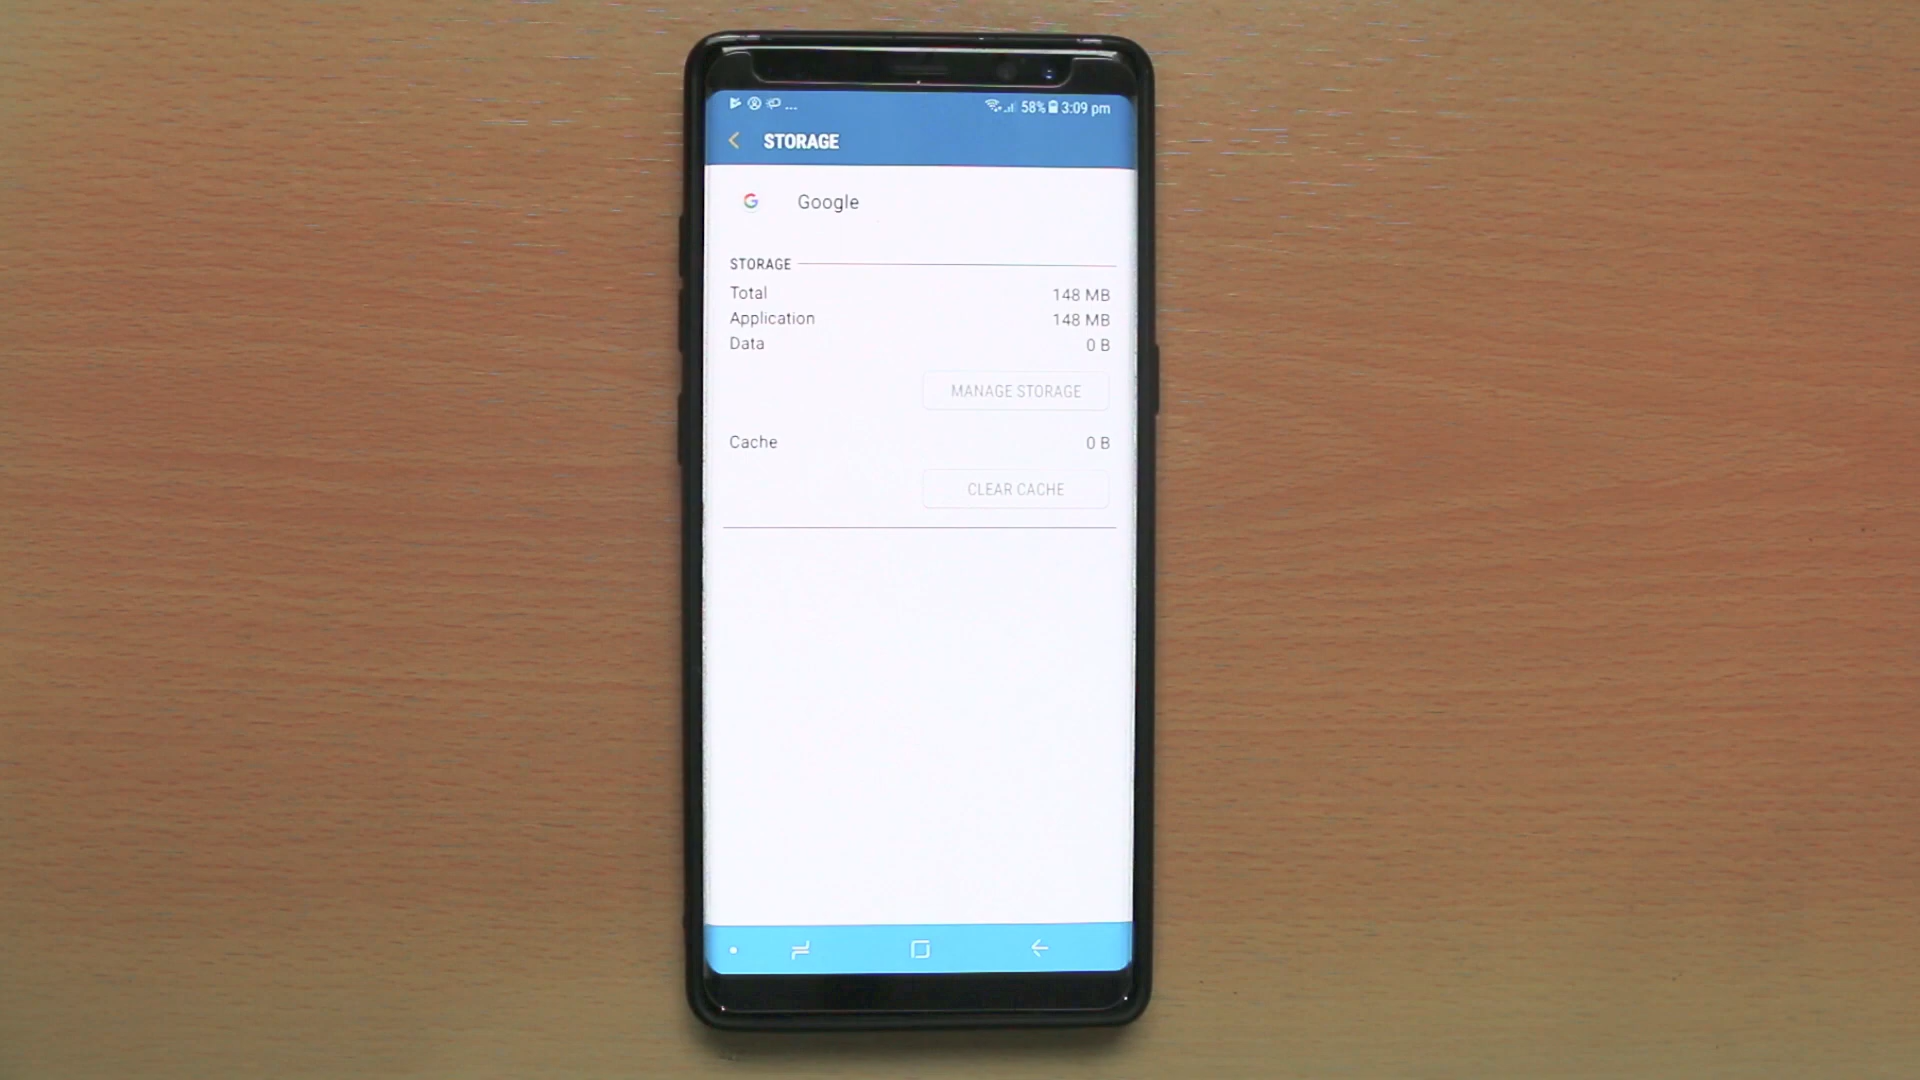 ... 58% 3:09 pm
STORAGE
G Google
STORAGE
Total 148 MB
Application 148 MB
Data 0 B
MANAGE STORAGE
Cache 0 B
CLEAR CACHE